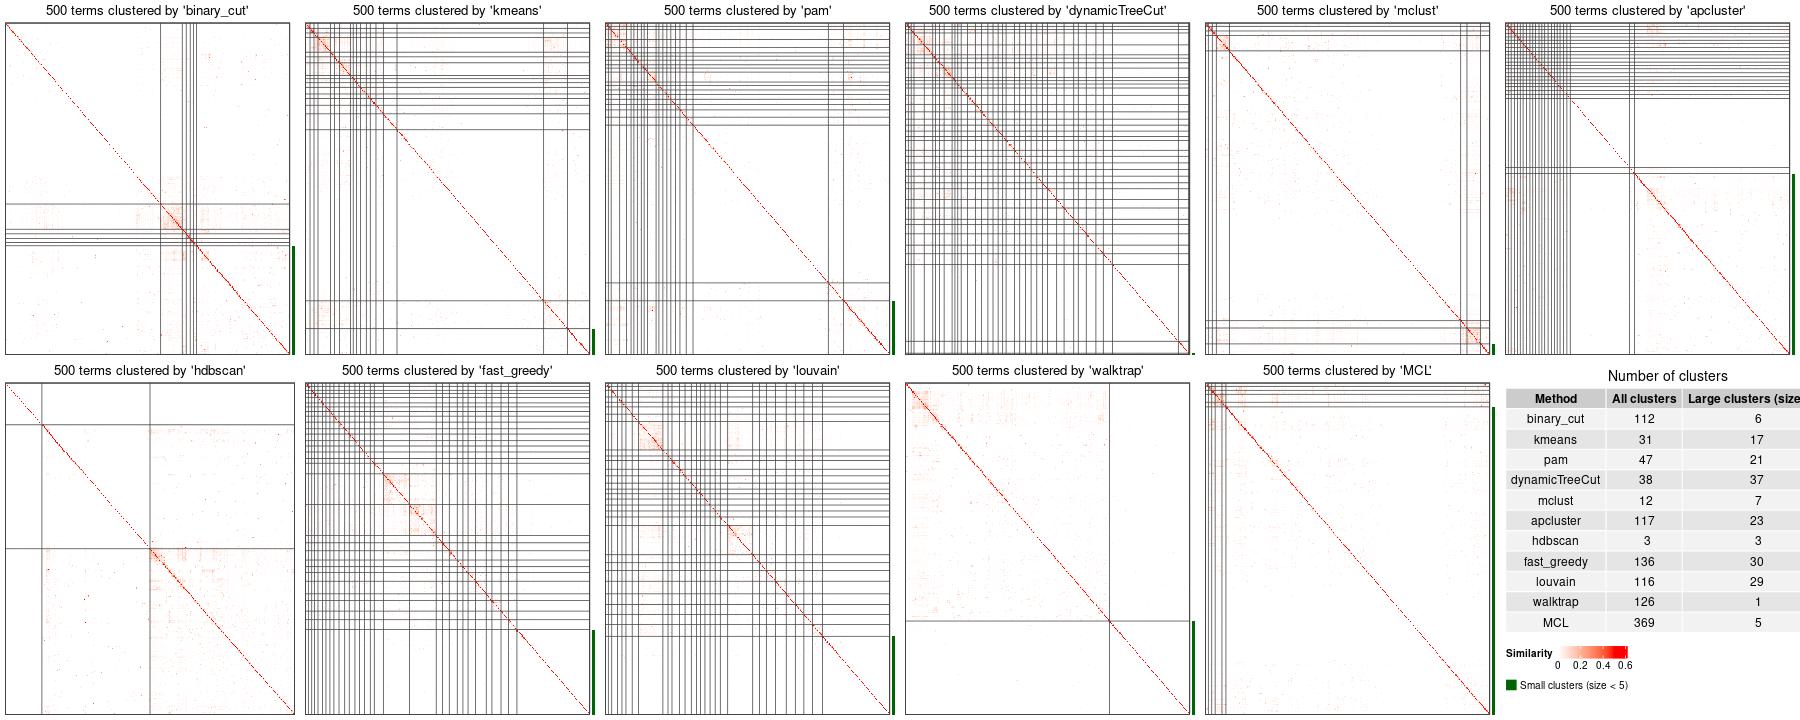 500 terms clustered by 'binary_cut'
500 terms clustered by 'kmeans'
500 terms clustered by 'pam'
500 terms clustered by 'dynamicTreeCut'
500 terms clustered by 'mclust'
500 terms clustered by 'apcluster'
500 terms clustered by 'hdbscan'
500 terms clustered by 'fast_greedy'
500 terms clustered by 'louvain'
500 terms clustered by 'walktrap'
500 terms clustered by 'MCL'
Number of clusters
Method All clusters Large clusters (size
binary_cut 112 6
kmeans 31 17
pam 47 21
dynamicTreeCut 38 37
mclust 12 7
apcluster 117 23
hdbscan 3 3
fast_greedy 136 30
louvain 116 29
walktrap 126 1
MCL 369 5
Similarity
0 0.2 0.4 0.6
Small clusters (size < 5)